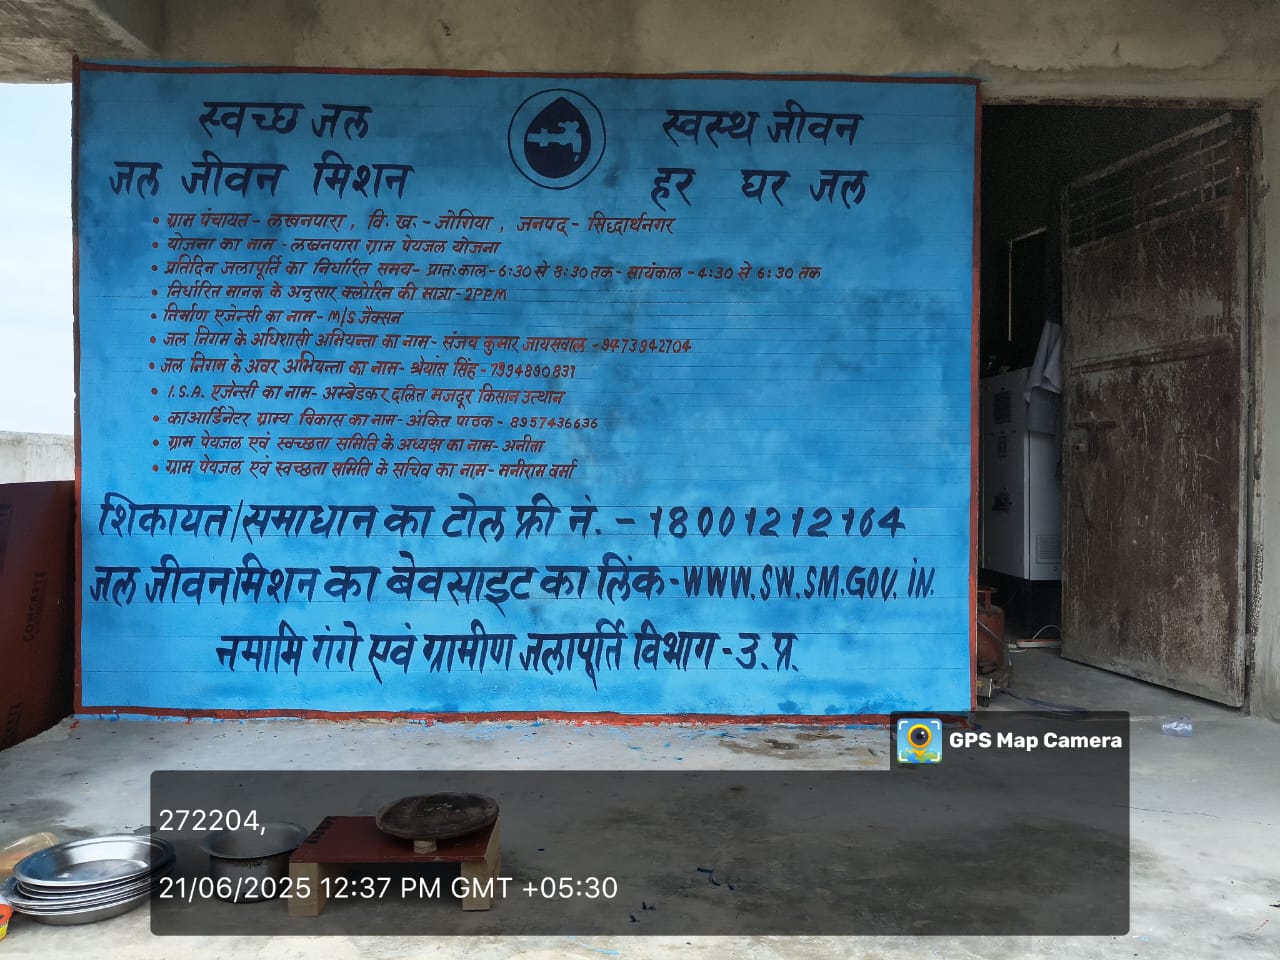 स्वच्छ जल स्वस्थ जीवन
जल जीवन मिशन हर घर जल
• ग्राम पंचायत - लखनपारा , वि. ख. - जोगिया , जनपद - सिद्धार्थनगर
• योजना का नाम - लखनपारा ग्राम पेयजल योजना
• प्रतिदिन जलापूर्ति का निर्धारित समय - प्रातःकाल - 6:30 से 8:30 तक - सायंकाल - 4:30 से 6:30 तक
• निर्धारित मानक के अनुसार क्लोरिन की मात्रा - 2PPM
• निर्माण एजेन्सी का नाम - M/S जैक्सन
• जल निगम के अधिशासी अभियन्ता का नाम - संजय कुमार जायसवाल - 9473942704
• जल निगम के अवर अभियन्ता का नाम - श्रेयांस सिंह - 7994890831
• I.S.A. एजेन्सी का नाम - अम्बेडकर दलित मजदूर किसान उत्थान
• काआर्डिनेटर ग्राम्य विकास का नाम - अंकित पाठक - 8957436636
• ग्राम पेयजल एवं स्वच्छता समिति के अध्यक्ष का नाम - अनीता
• ग्राम पेयजल एवं स्वच्छता समिति के सचिव का नाम - मनीराम वर्मा
शिकायत/समाधान का टोल फ्री नं. - 18001212164
जल जीवन मिशन का बेवसाइट का लिंक - WWW.SW.SM.GOV.iN.
नमामि गंगे एवं ग्रामीण जलापूर्ति विभाग - उ. प्र.
GPS Map Camera
272204,
21/06/2025 12:37 PM GMT +05:30